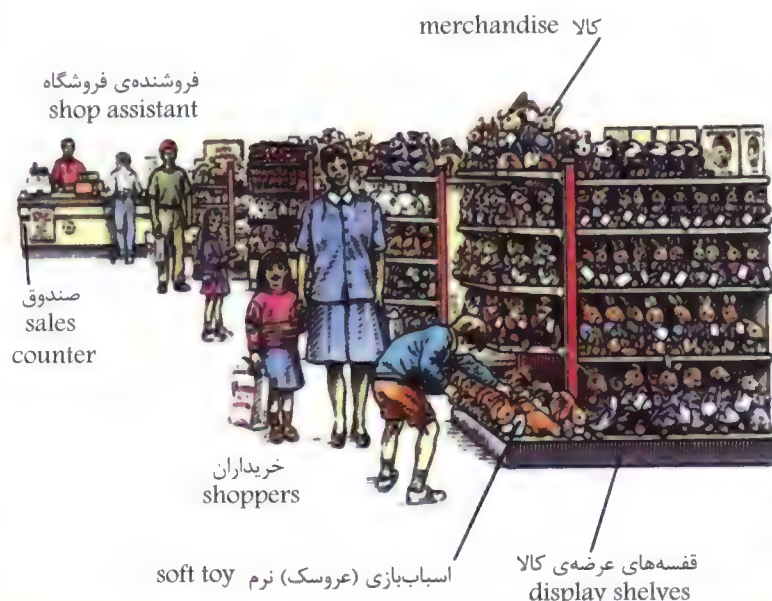 merchandise کالا
فروشنده‌ی فروشگاه
shop assistant
صندوق
sales
counter
خریداران
shoppers
soft toy اسباب‌بازی (عروسک) نرم
قفسه‌های عرضه‌ی کالا
display shelves